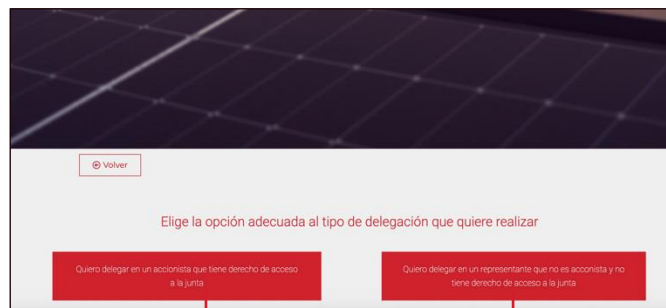 Volver
Elige la opción adecuada al tipo de delegación que quiere realizar
Quiero delegar en un accionista que tiene derecho de acceso
a la junta
Quiero delegar en un representante que no es acconista y no
tiene derecho de acceso a la junta